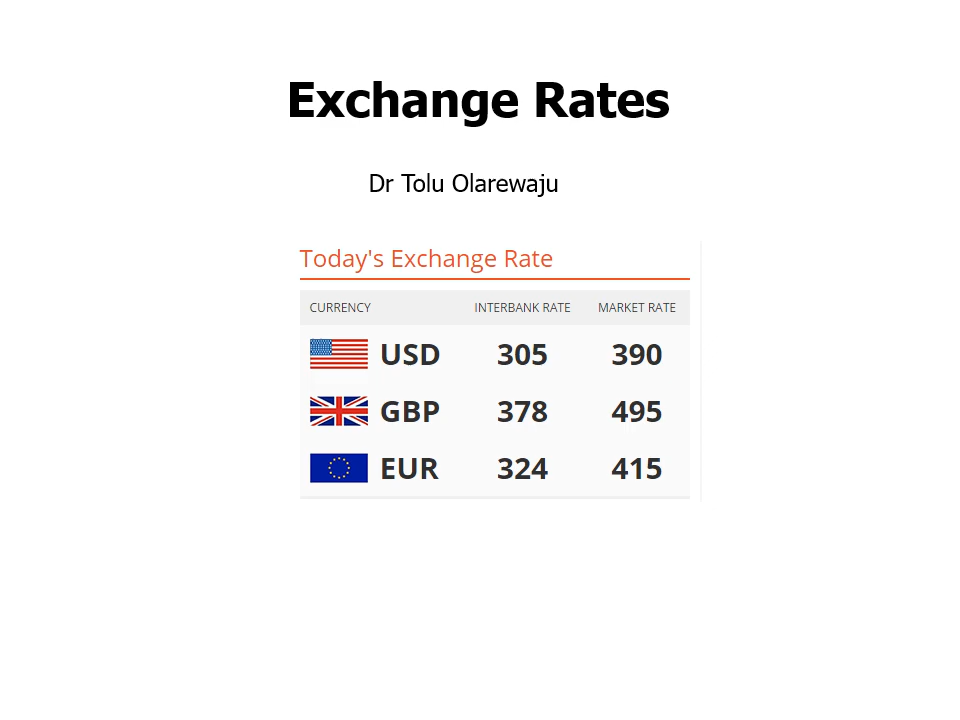 Exchange Rates
Dr Tolu Olarewaju
Today's Exchange Rate
CURRENCY INTERBANK RATE MARKET RATE
USD 305 390
GBP 378 495
EUR 324 415